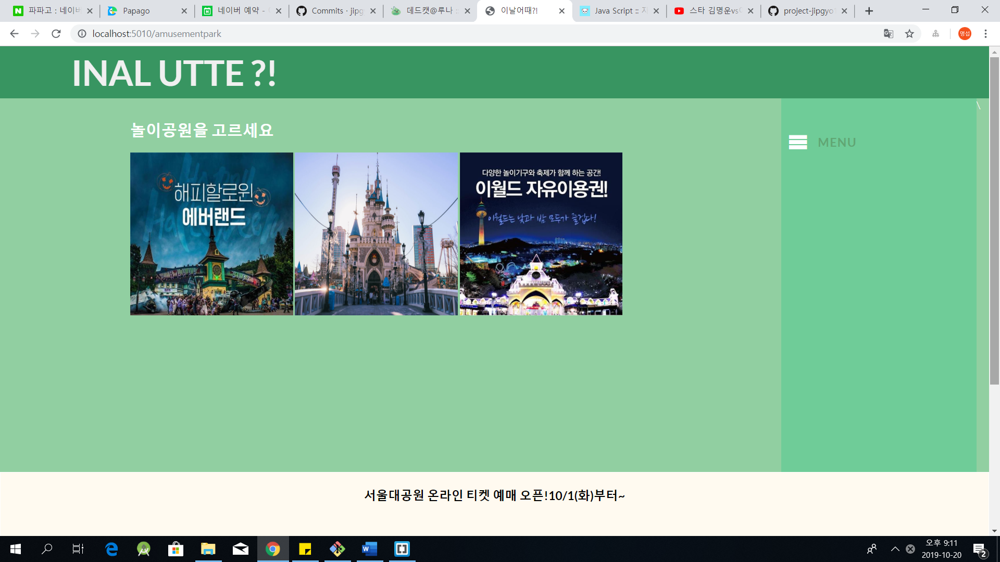 파파고 : 네이버
Papago
네이버 예약 -
Commits · jipg
데드캣@루나 :
이날어때?!
Java Script :: 지
스타 김명운vs이
project-jipgyo
localhost:5010/amusementpark
명섭
INAL UTTE ?!
\
놀이공원을 고르세요
MENU
해피할로윈
에버랜드
다양한 놀이기구와 축제가 함께 하는 공간!
이월드 자유이용권!
이월드는 낮과 밤 모두가 즐겁다!
서울대공원 온라인 티켓 예매 오픈!10/1(화)부터~
오후 9:11
2019-10-20
2